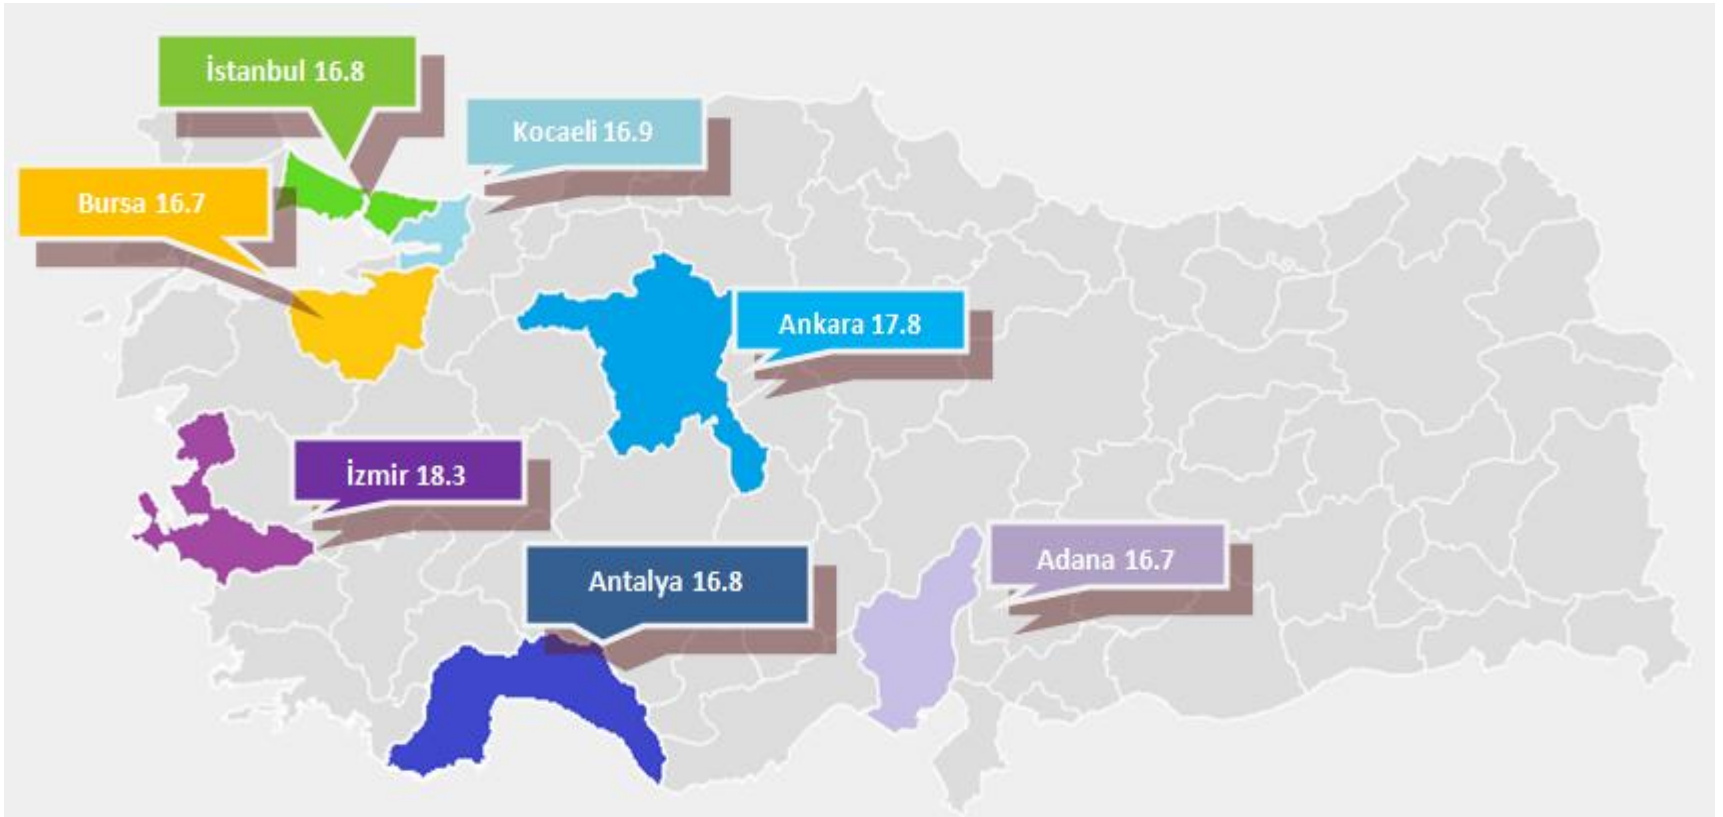 İstanbul 16.8
Kocaeli 16.9
Bursa 16.7
Ankara 17.8
İzmir 18.3
Adana 16.7
Antalya 16.8